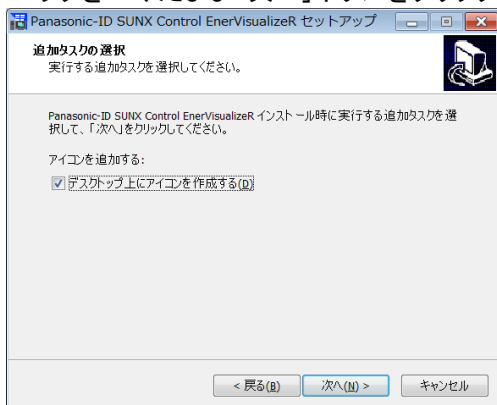 Panasonic-ID SUNX Control EnerVisualizeR セットアップ
追加タスクの選択
実行する追加タスクを選択してください。
Panasonic-ID SUNX Control EnerVisualizeR インストール時に実行する追加タスクを選
択して、「次へ」をクリックしてください。
アイコンを追加する:
デスクトップ上にアイコンを作成する(D)
< 戻る(B)
次へ(N) >
キャンセル